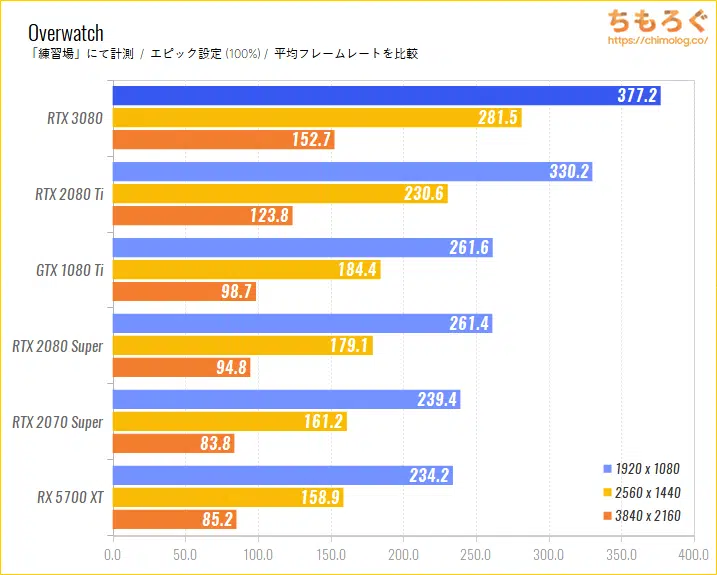 Overwatch
「練習場」にて計測 / エピック設定 (100%) / 平均フレームレートを比較
ちもろぐ
https://chimolog.co/
RTX 3080
377.2
281.5
152.7
RTX 2080 Ti
330.2
230.6
123.8
GTX 1080 Ti
261.6
184.4
98.7
RTX 2080 Super
261.4
179.1
94.8
RTX 2070 Super
239.4
161.2
83.8
RX 5700 XT
234.2
158.9
85.2
1920 x 1080
2560 x 1440
3840 x 2160
0.0 50.0 100.0 150.0 200.0 250.0 300.0 350.0 400.0